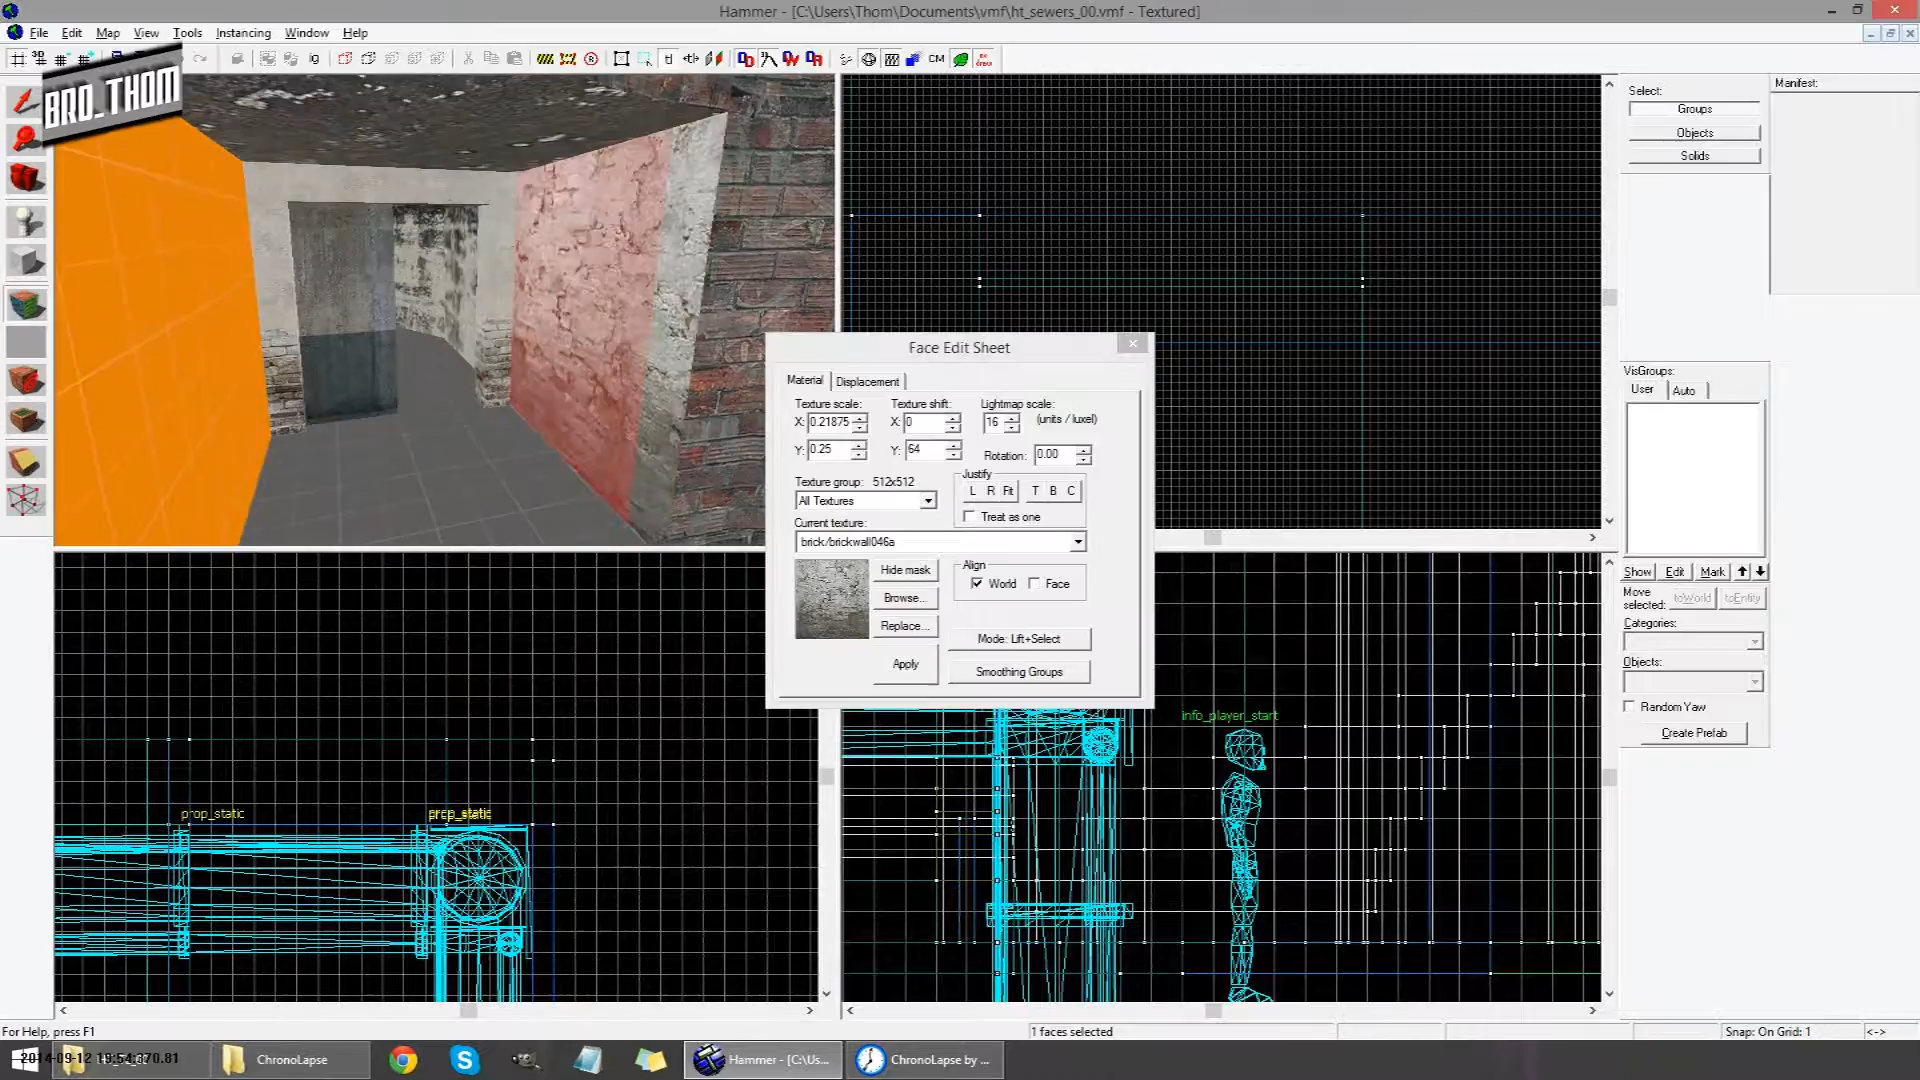 Hammer - [C:\Users\Thom\Documents\vmf\ht_sewers_00.vmf - Textured]
File Edit Map View Tools Instancing Window Help
BRO_THOM
Select:
Groups
Objects
Solids
Manifest:
Face Edit Sheet
Material Displacement
Texture scale: Texture shift: Lightmap scale:
X: 0.21875 X: 0 16 (units / luxel)
Y: 0.25 Y: 64 Rotation: 0.00
Texture group: 512x512 Justify
All Textures L R Fit T B C
Treat as one
Current texture:
brick/brickwall046a
Hide mask Align
World Face
Browse...
Replace...
Mode: Lift+Select
Apply
Smoothing Groups
VisGroups:
User Auto
Show Edit Mark
Move selected: toWorld toEntity
Categories:
Objects:
Random Yaw
Create Prefab
info_player_start
prop_static prop_static
For Help, press F1 1 faces selected Snap: On Grid: 1 <->
ChronoLapse Hammer - [C:\Us... ChronoLapse by ...